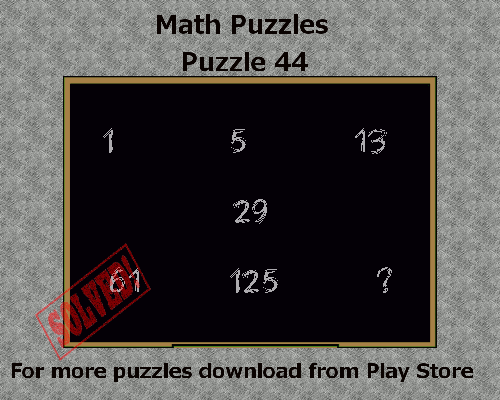 Math Puzzles
Puzzle 44
1 5 13
29
61 125 ?
SOLVED!
For more puzzles download from Play Store